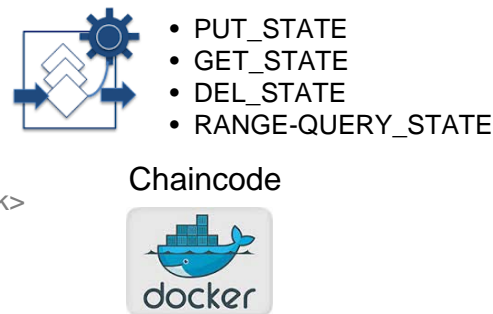 • PUT_STATE
• GET_STATE
• DEL_STATE
• RANGE-QUERY_STATE
Chaincode
k>
docker